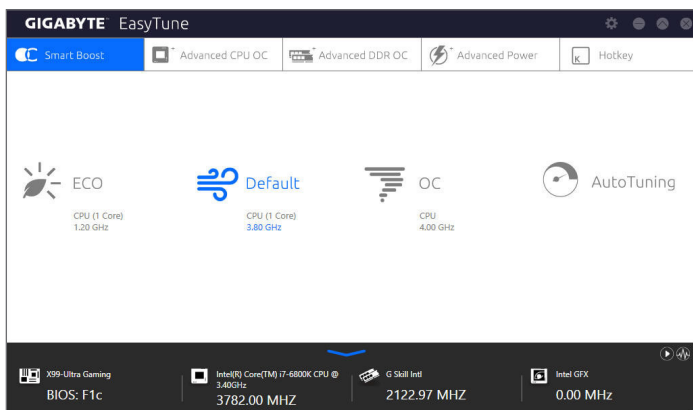 GIGABYTE™ EasyTune
Smart Boost
Advanced CPU OC
Advanced DDR OC
Advanced Power
K
Hotkey
ECO
CPU (1 Core)
1.20 GHz
Default
CPU (1 Core)
3.80 GHz
OC
CPU
4.00 GHz
AutoTuning
X99-Ultra Gaming
BIOS: F1c
Intel(R) Core(TM) i7-6800K CPU @
3.40GHz
3782.00 MHZ
G Skill Intl
2122.97 MHZ
Intel GFX
0.00 MHz